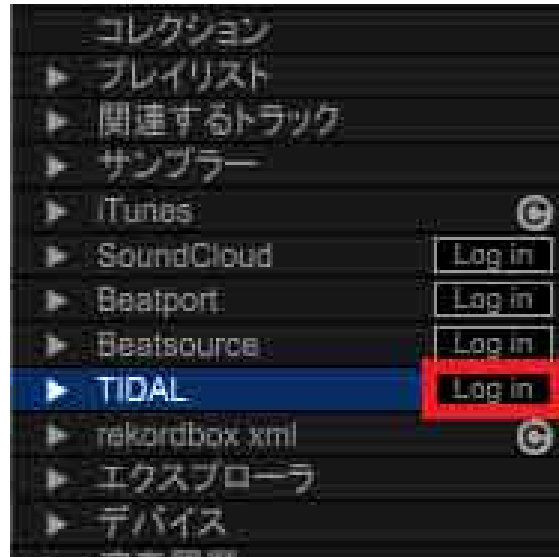 コレクション
プレイリスト
関連するトラック
サンプラー
iTunes
SoundCloud Log in
Beatport Log in
Beatsource Log in
TIDAL Log in
rekordbox xml
エクスプローラ
デバイス